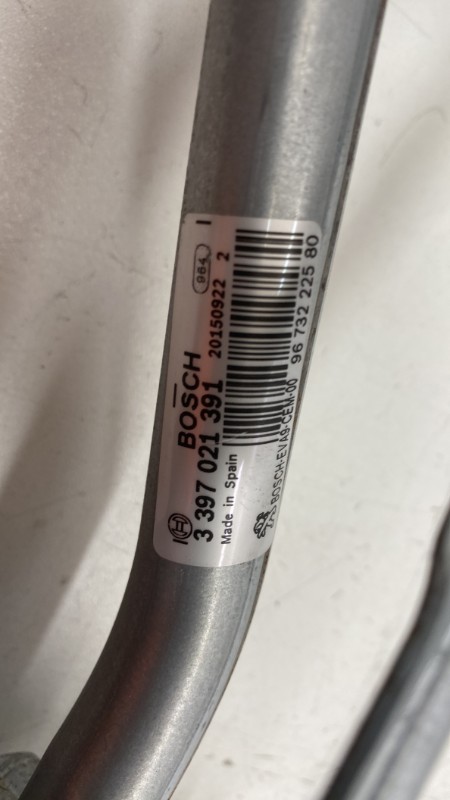 BOSCH
984
I
3 397 021 391
20150922 2
Made in Spain
96 732 225 80
BOSCH-EVA9-CEM-00